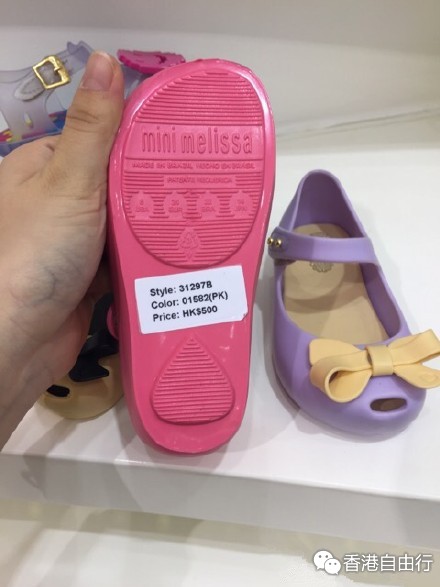 mini melissa
MADE IN BRAZIL
Style: 31297B
Color: 01582(PK)
Price: HK$500
香港自由行